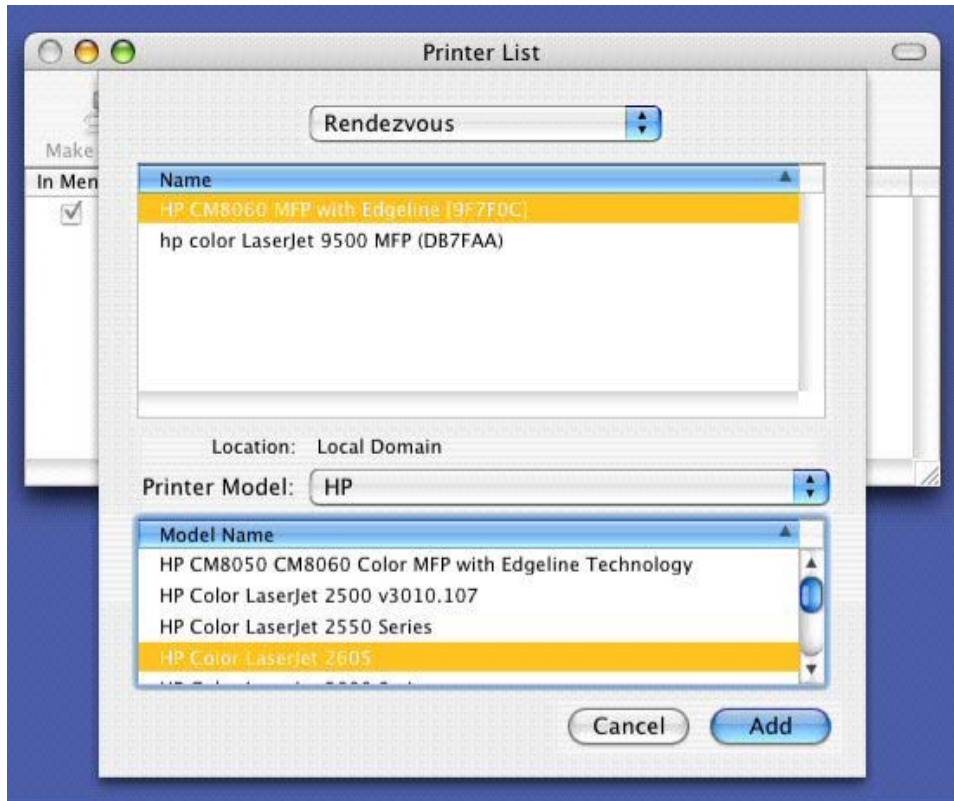 Printer List
Rendezvous
Make
In Men
Name
HP CM8060 MFP with Edgeline [9F7F0C]
hp color LaserJet 9500 MFP (DB7FAA)
Location: Local Domain
Printer Model: HP
Model Name
HP CM8050 CM8060 Color MFP with Edgeline Technology
HP Color LaserJet 2500 v3010.107
HP Color LaserJet 2550 Series
HP Color LaserJet 2605
Cancel Add